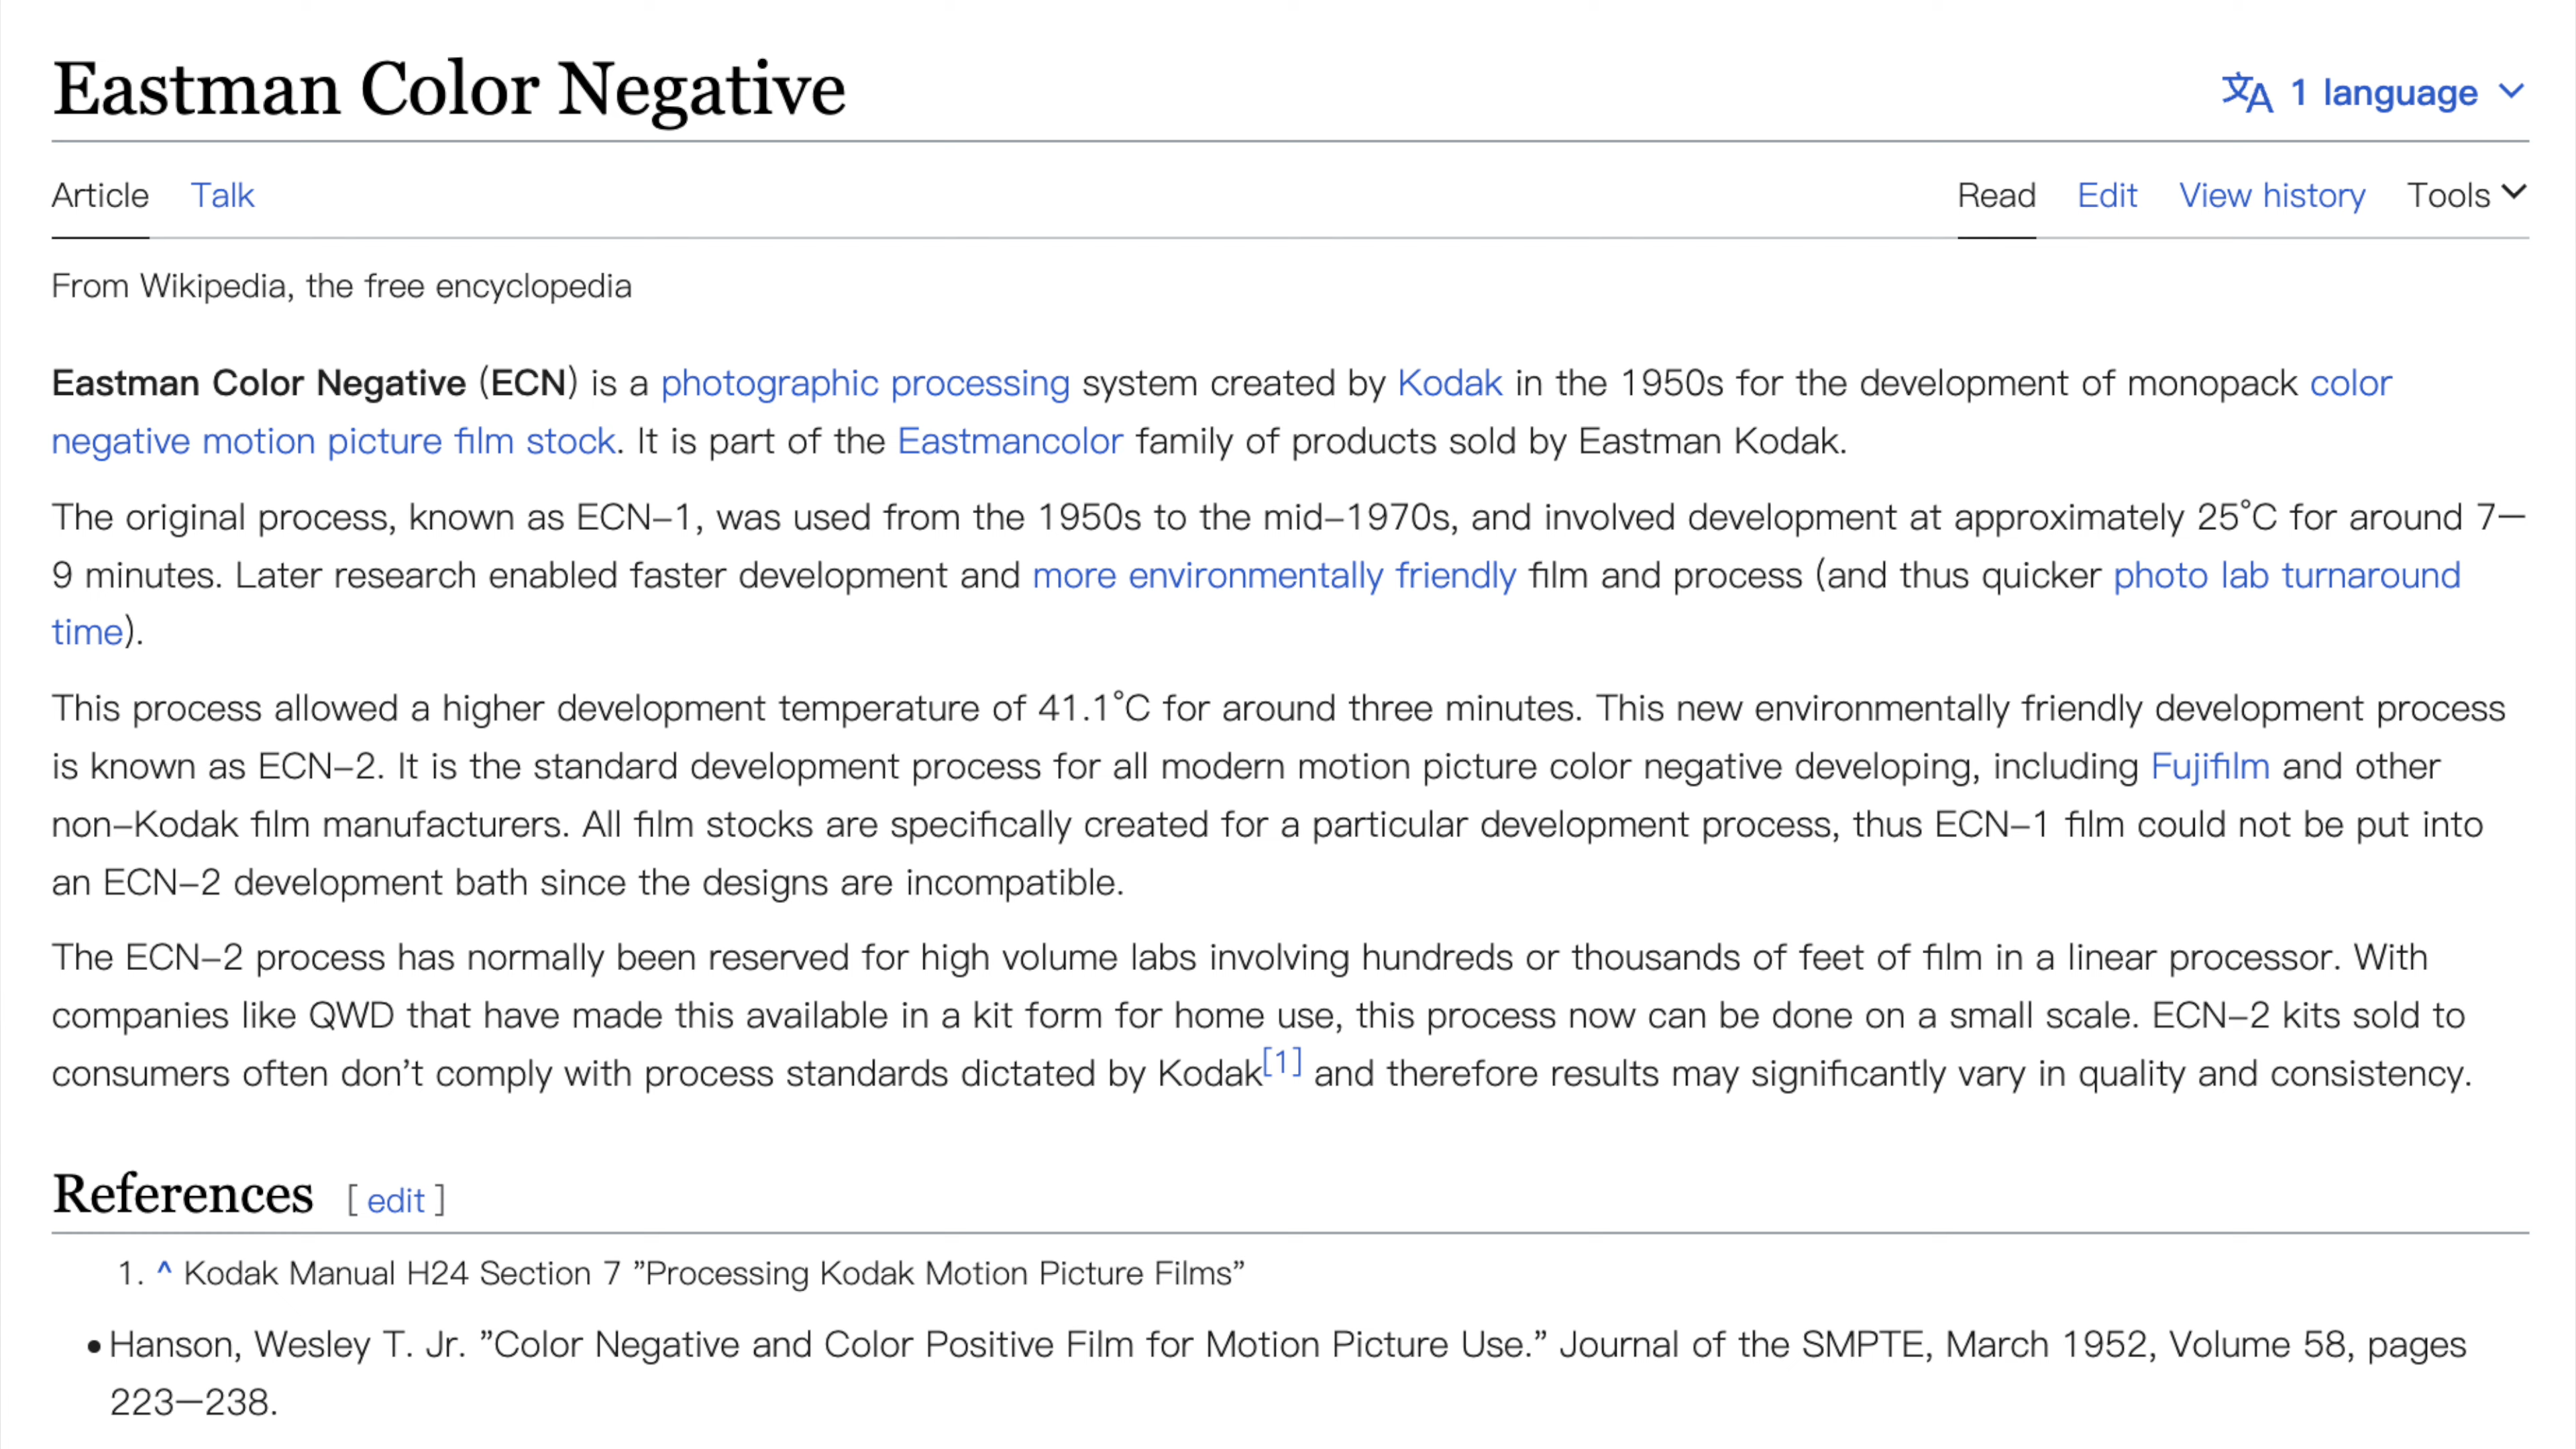 Eastman Color Negative
文A 1 language
Article Talk
Read Edit View history Tools
From Wikipedia, the free encyclopedia
Eastman Color Negative (ECN) is a photographic processing system created by Kodak in the 1950s for the development of monopack color
negative motion picture film stock. It is part of the Eastmancolor family of products sold by Eastman Kodak.
The original process, known as ECN–1, was used from the 1950s to the mid–1970s, and involved development at approximately 25°C for around 7—
9 minutes. Later research enabled faster development and more environmentally friendly film and process (and thus quicker photo lab turnaround
time).
This process allowed a higher development temperature of 41.1°C for around three minutes. This new environmentally friendly development process
is known as ECN–2. It is the standard development process for all modern motion picture color negative developing, including Fujifilm and other
non–Kodak film manufacturers. All film stocks are specifically created for a particular development process, thus ECN–1 film could not be put into
an ECN–2 development bath since the designs are incompatible.
The ECN–2 process has normally been reserved for high volume labs involving hundreds or thousands of feet of film in a linear processor. With
companies like QWD that have made this available in a kit form for home use, this process now can be done on a small scale. ECN–2 kits sold to
consumers often don’t comply with process standards dictated by Kodak[1] and therefore results may significantly vary in quality and consistency.
References [ edit ]
1. ^ Kodak Manual H24 Section 7 ”Processing Kodak Motion Picture Films”
• Hanson, Wesley T. Jr. ”Color Negative and Color Positive Film for Motion Picture Use.” Journal of the SMPTE, March 1952, Volume 58, pages
223—238.